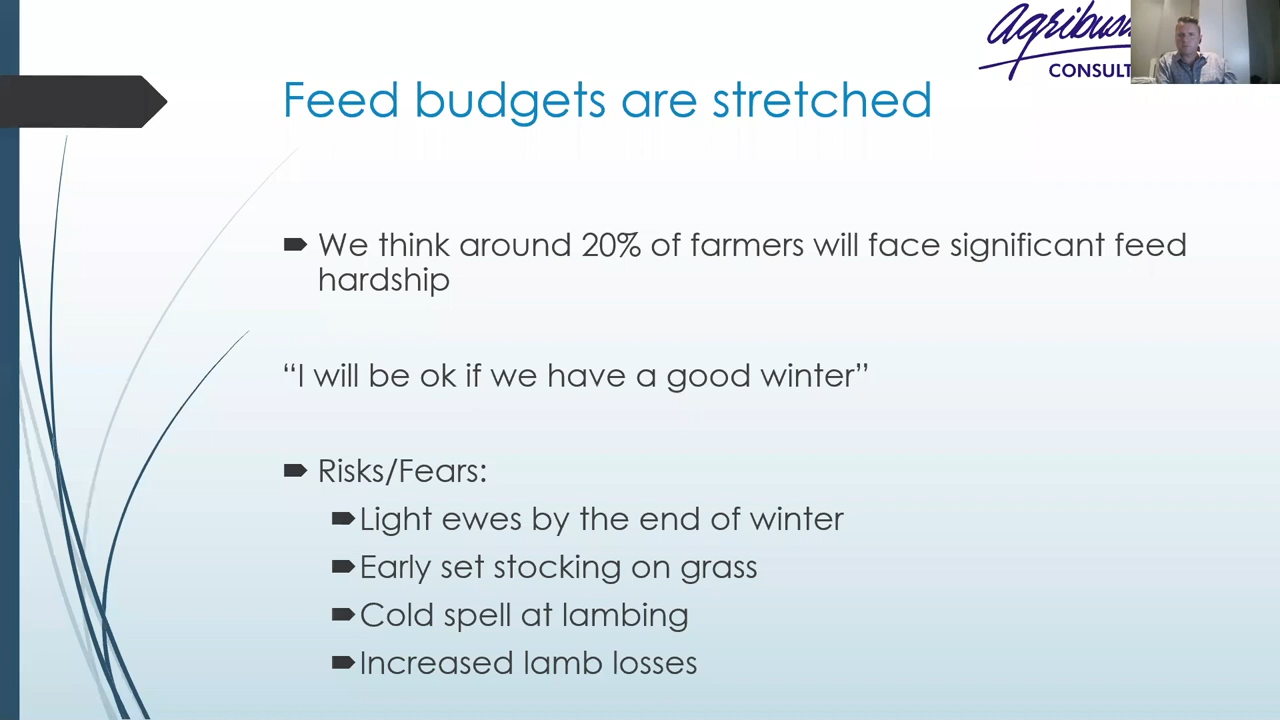 CONSULT
Feed budgets are stretched
We think around 20% of farmers will face significant feed
hardship
“I will be ok if we have a good winter”
Risks/Fears:
Light ewes by the end of winter
Early set stocking on grass
Cold spell at lambing
Increased lamb losses